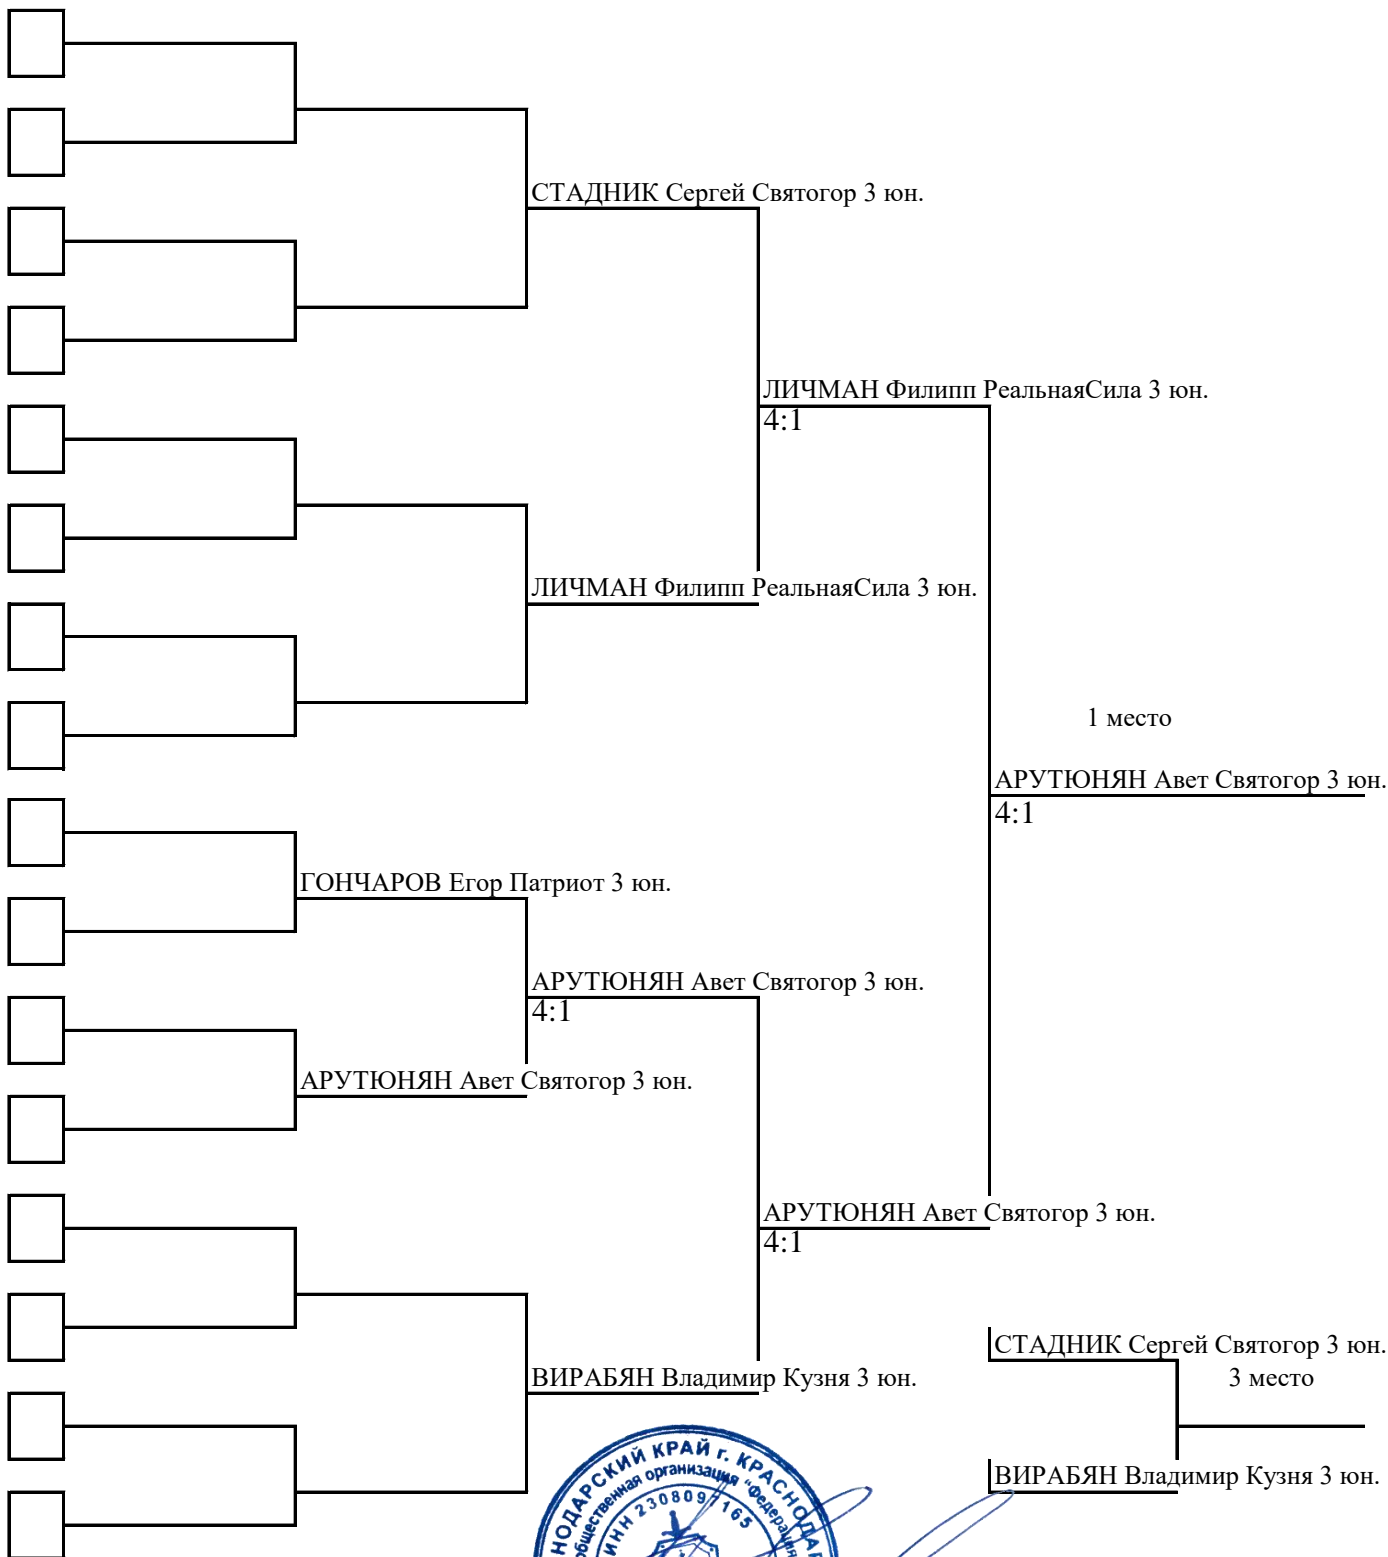 СТАДНИК Сергей Святогор 3 юн.
ЛИЧМАН Филипп РеальнаяСила 3 юн.
4:1
ЛИЧМАН Филипп РеальнаяСила 3 юн.
1 место
АРУТЮНЯН Авет Святогор 3 юн.
4:1
ГОНЧАРОВ Егор Патриот 3 юн.
АРУТЮНЯН Авет Святогор 3 юн.
4:1
АРУТЮНЯН Авет Святогор 3 юн.
АРУТЮНЯН Авет Святогор 3 юн.
4:1
СТАДНИК Сергей Святогор 3 юн.
ВИРАБЯН Владимир Кузня 3 юн.
3 место
ВИРАБЯН Владимир Кузня 3 юн.
НОДАРСКИЙ КРАЙ г. КРАСНОДАР
общественная организация "Федерация
ИНН 2308097165